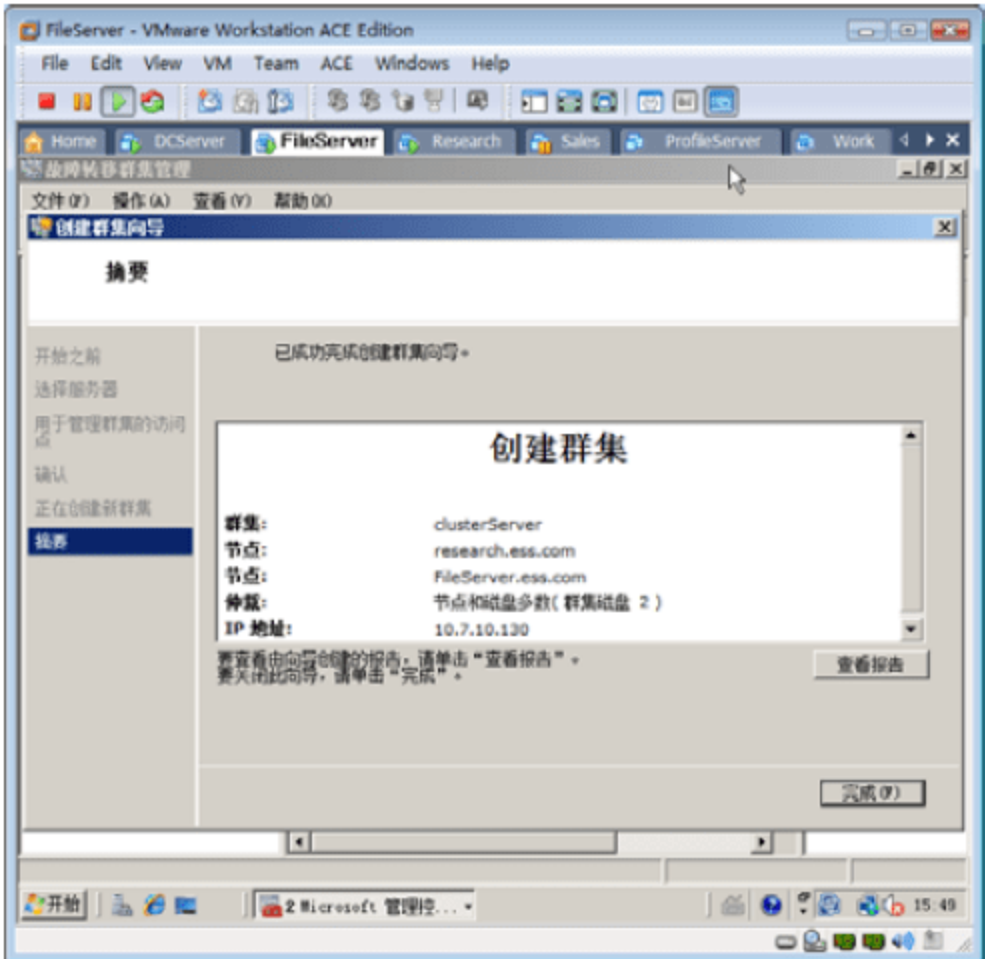 FileServer - VMware Workstation ACE Edition
File Edit View VM Team ACE Windows Help
Home DCServer FileServer Research Sales ProfileServer Work
故障转移群集管理
文件(F) 操作(A) 查看(V) 帮助(H)
创建群集向导
摘要
开始之前
选择服务器
用于管理群集的访问点
确认
正在创建新群集
摘要
已成功完成创建群集向导。
创建群集
群集: clusterServer
节点: research.ess.com
节点: FileServer.ess.com
仲裁: 节点和磁盘多数(群集磁盘 2)
IP 地址: 10.7.10.130
要查看由向导创建的报告，请单击“查看报告”。
要关闭此向导，请单击“完成”。
查看报告
完成(F)
开始 2 Microsoft 管理控... 15:49